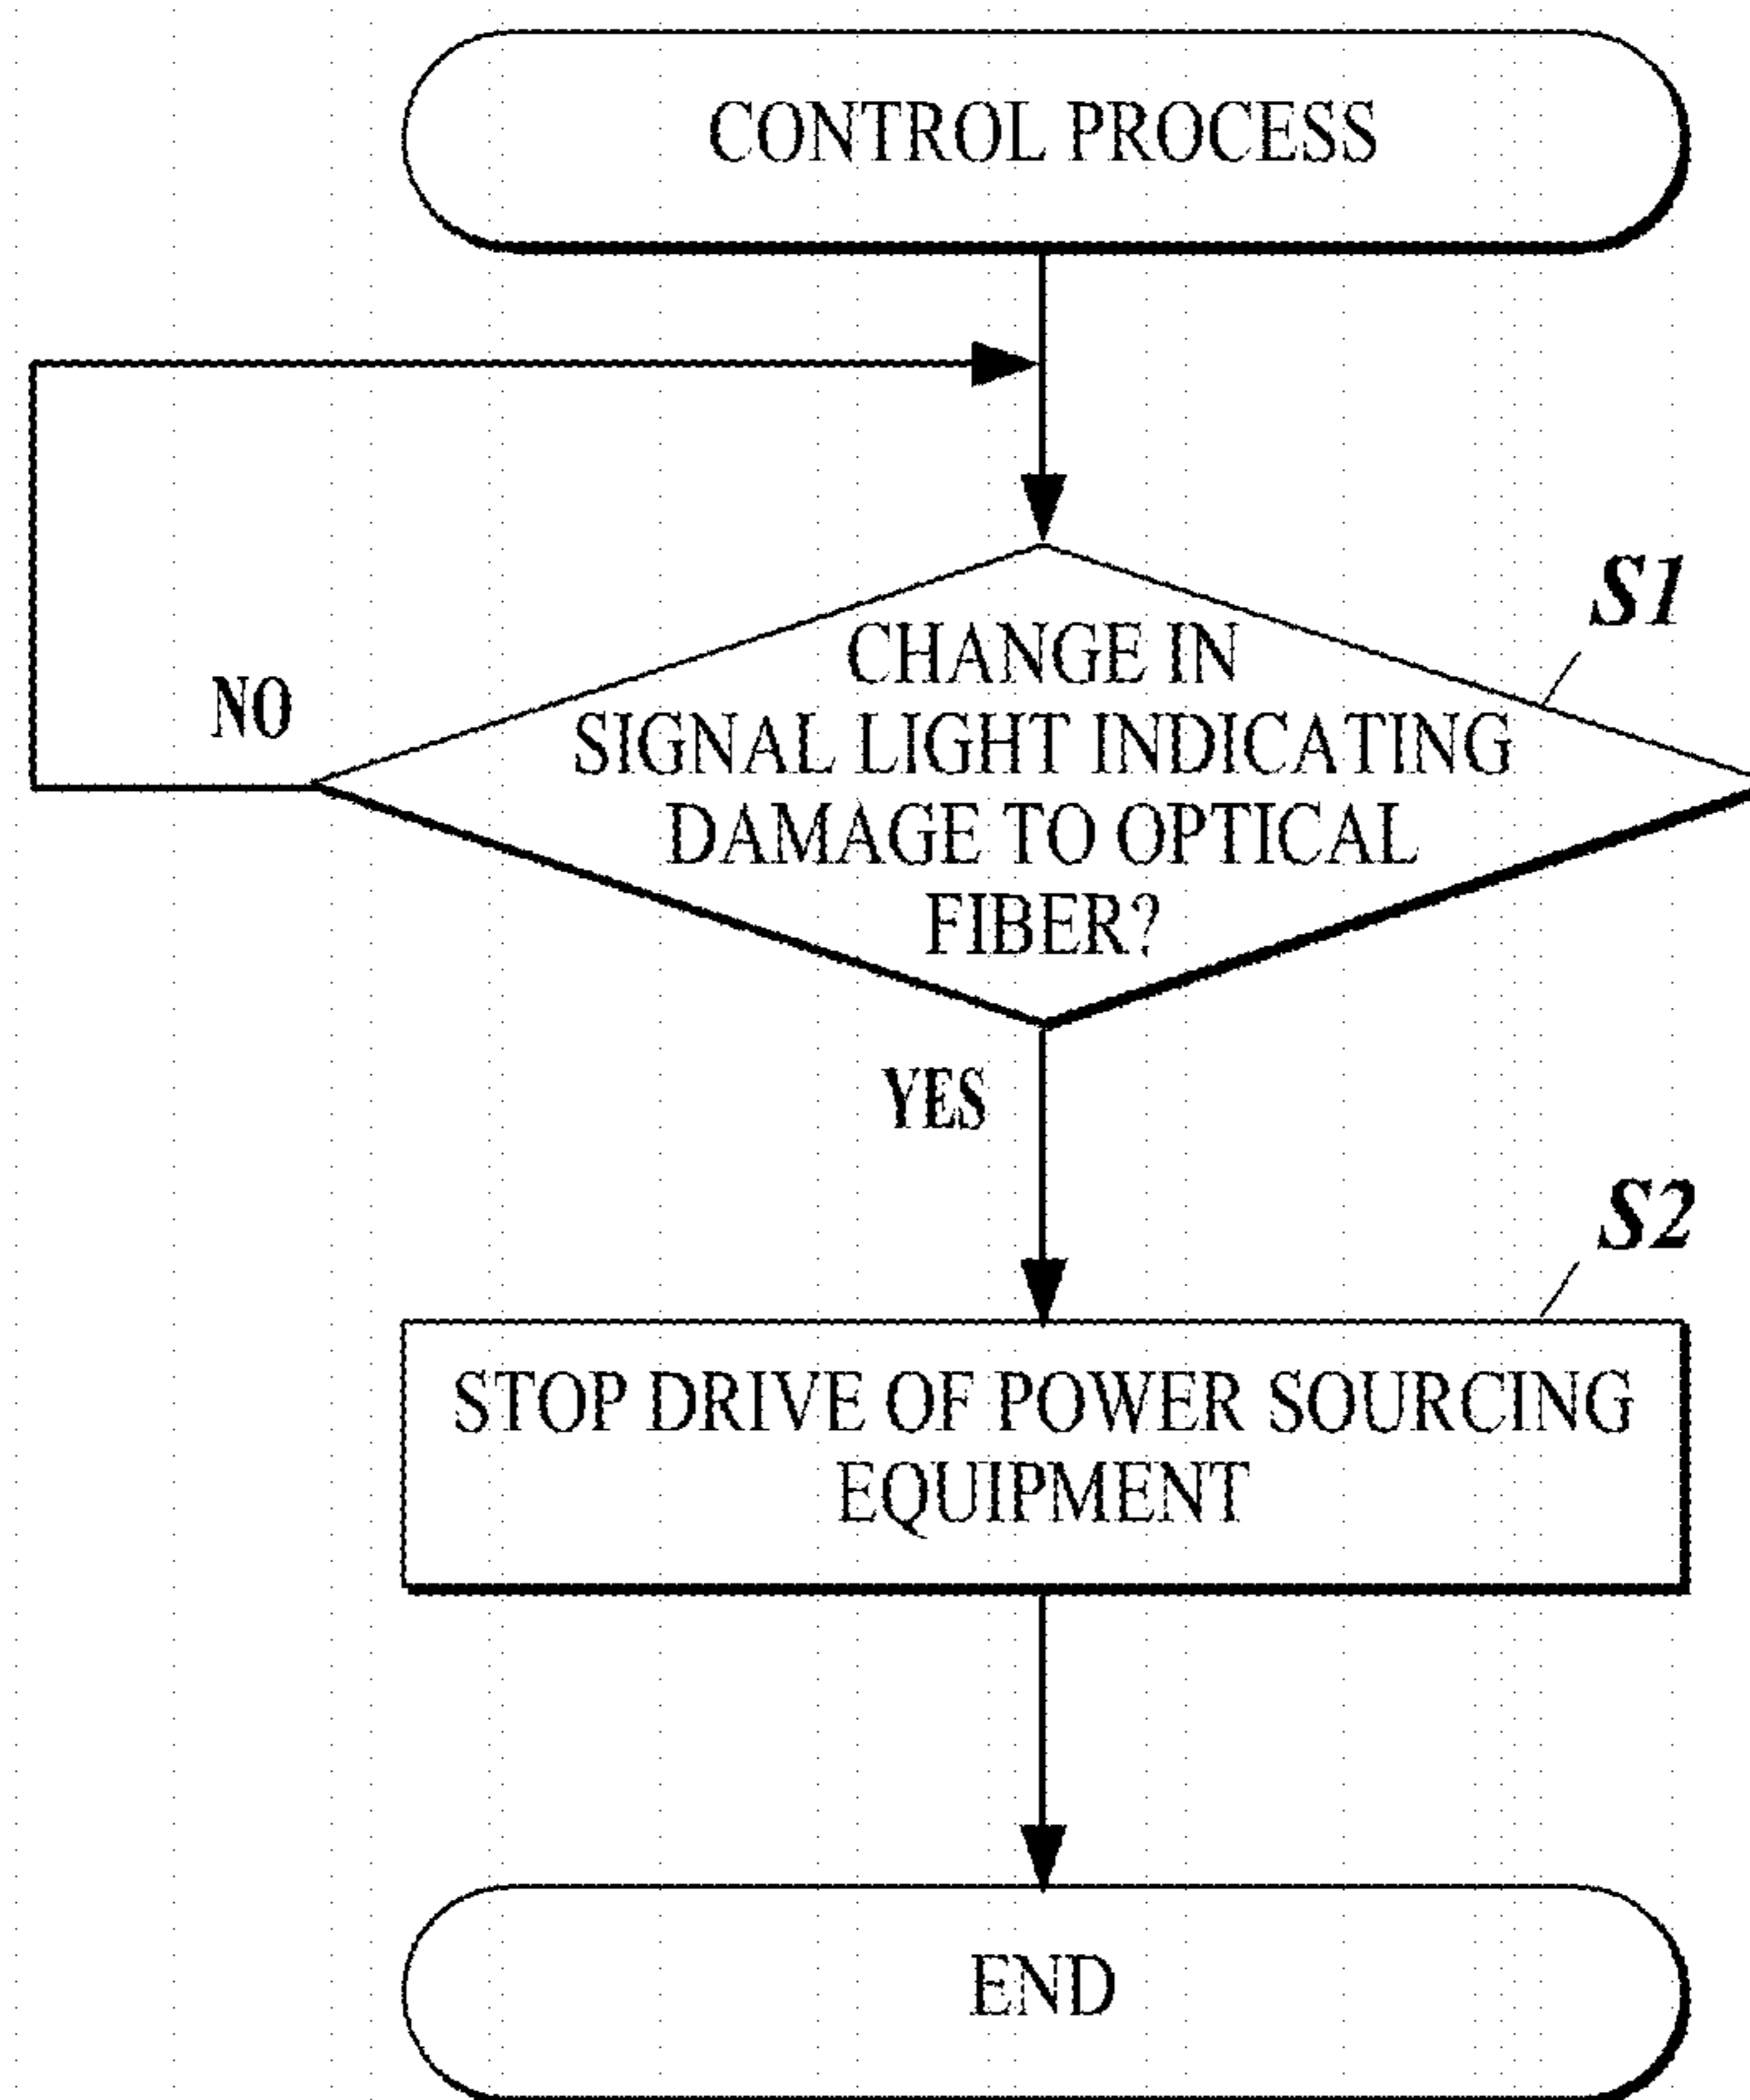 CONTROL PROCESS
S1
CHANGE IN
SIGNAL LIGHT INDICATING
DAMAGE TO OPTICAL
FIBER?
NO
YES
S2
STOP DRIVE OF POWER SOURCING
EQUIPMENT
END